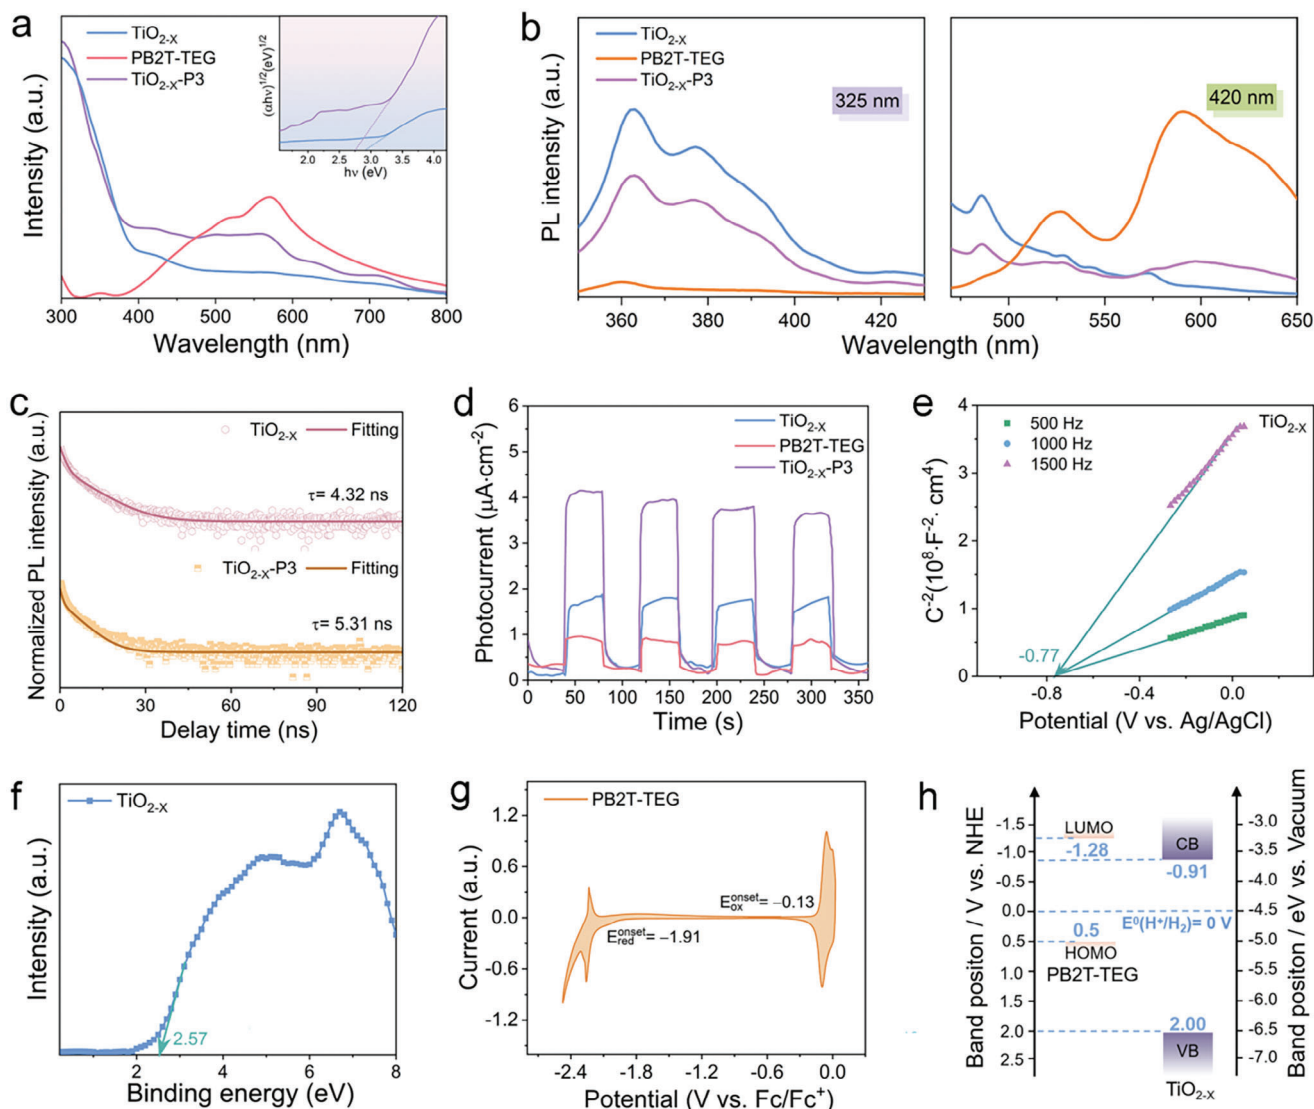 a
TiO2-X
PB2T-TEG
TiO2-X-P3
(αhν)1/2(eV)1/2
2.0 2.5 3.0 3.5 4.0
hν (eV)
Intensity (a.u.)
300 400 500 600 700 800
Wavelength (nm)
b
TiO2-X
PB2T-TEG
TiO2-X-P3
325 nm
420 nm
PL intensity (a.u.)
360 380 400 420
500 550 600 650
Wavelength (nm)
c
TiO2-X Fitting
τ= 4.32 ns
TiO2-X-P3 Fitting
τ= 5.31 ns
Normalized PL intensity (a.u.)
0 30 60 90 120
Delay time (ns)
d
TiO2-X
PB2T-TEG
TiO2-X-P3
Photocurrent (μA·cm-2)
6
5
4
3
2
1
0
0 50 100 150 200 250 300 350
Time (s)
e
500 Hz
1000 Hz
1500 Hz
TiO2-X
-0.77
C-2(108·F-2· cm4)
4
3
2
1
0
-0.8 -0.4 0.0
Potential (V vs. Ag/AgCl)
f
TiO2-X
2.57
Intensity (a.u.)
2 4 6 8
Binding energy (eV)
g
PB2T-TEG
Eonset ox = −0.13
Eonset red = −1.91
Current (a.u.)
1.2
0.6
0.0
-0.6
-1.2
-2.4 -1.8 -1.2 -0.6 0.0
Potential (V vs. Fc/Fc+)
h
Band positon / V vs. NHE
-1.5
-1.0
-0.5
0.0
0.5
1.0
1.5
2.0
2.5
LUMO
-1.28
CB
-0.91
E0(H+/H2)= 0 V
0.5
HOMO
PB2T-TEG
2.00
VB
TiO2-X
-3.0
-3.5
-4.0
-4.5
-5.0
-5.5
-6.0
-6.5
-7.0
Band positon / eV vs. Vacuum